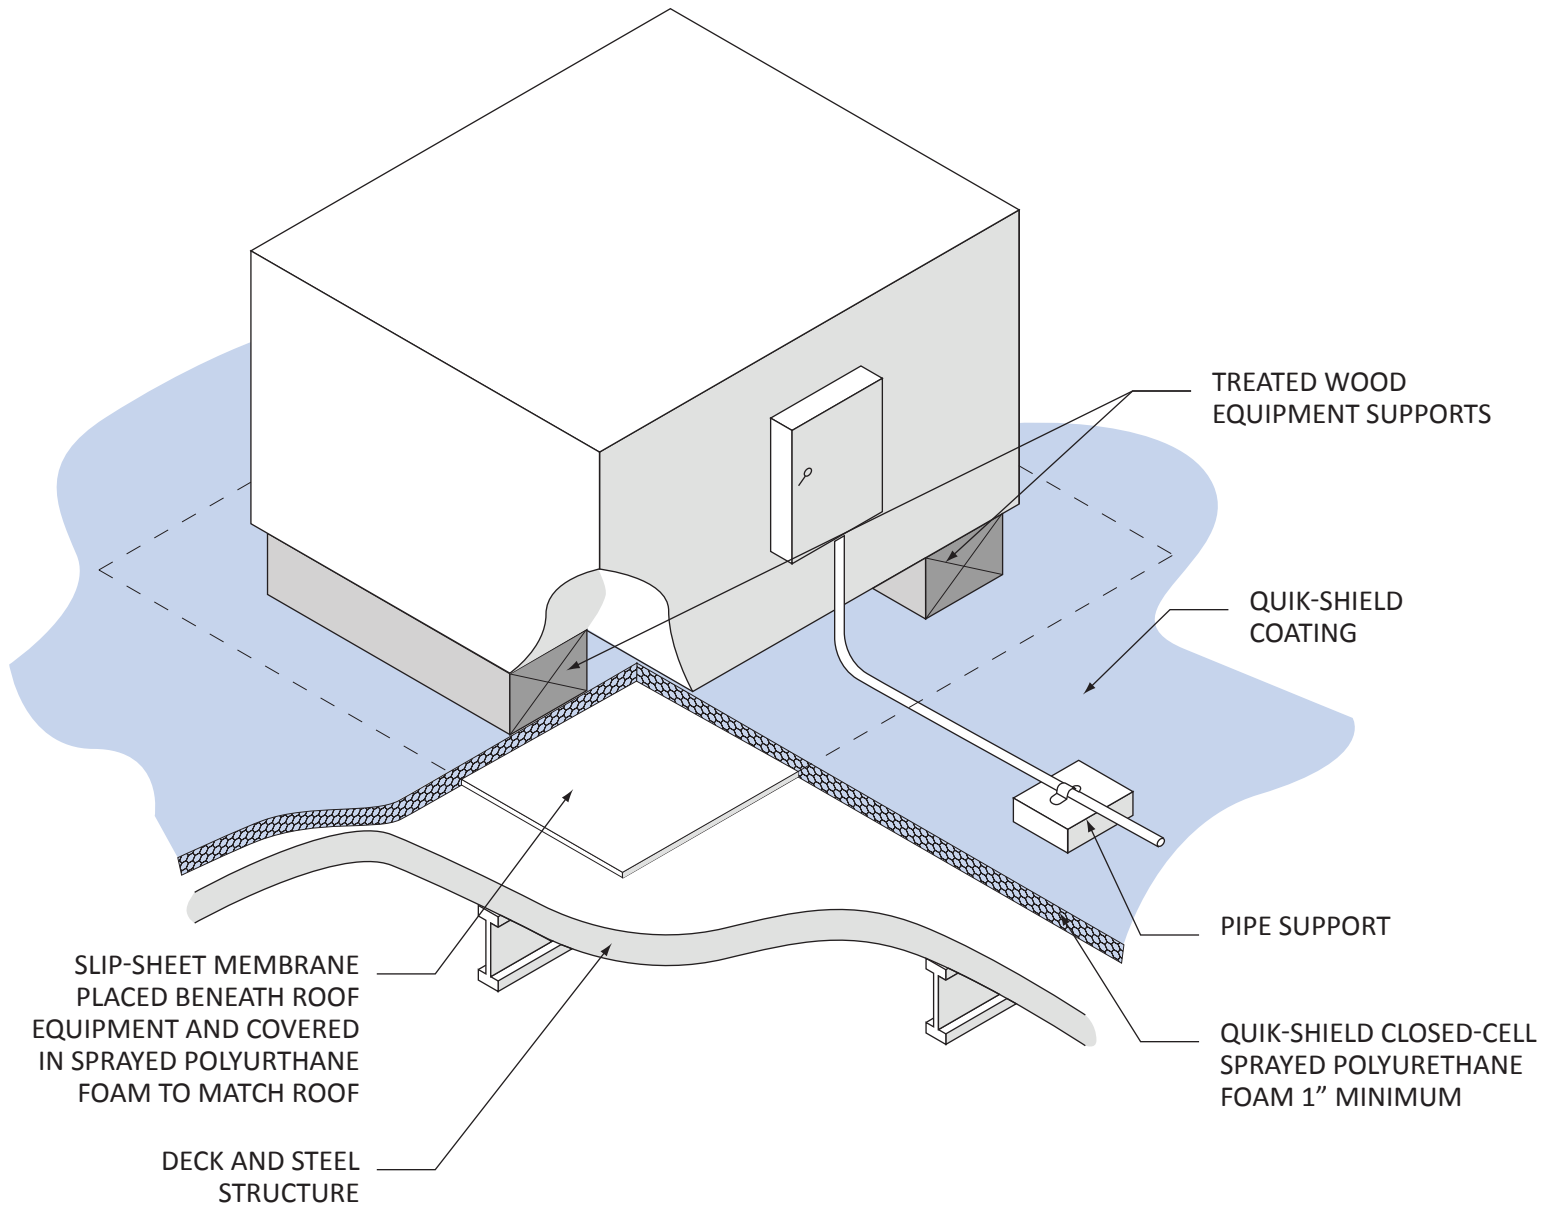 TREATED WOOD
EQUIPMENT SUPPORTS
QUIK-SHIELD
COATING
PIPE SUPPORT
SLIP-SHEET MEMBRANE
PLACED BENEATH ROOF
EQUIPMENT AND COVERED
IN SPRAYED POLYURTHANE
FOAM TO MATCH ROOF
QUIK-SHIELD CLOSED-CELL
SPRAYED POLYURETHANE
FOAM 1” MINIMUM
DECK AND STEEL
STRUCTURE